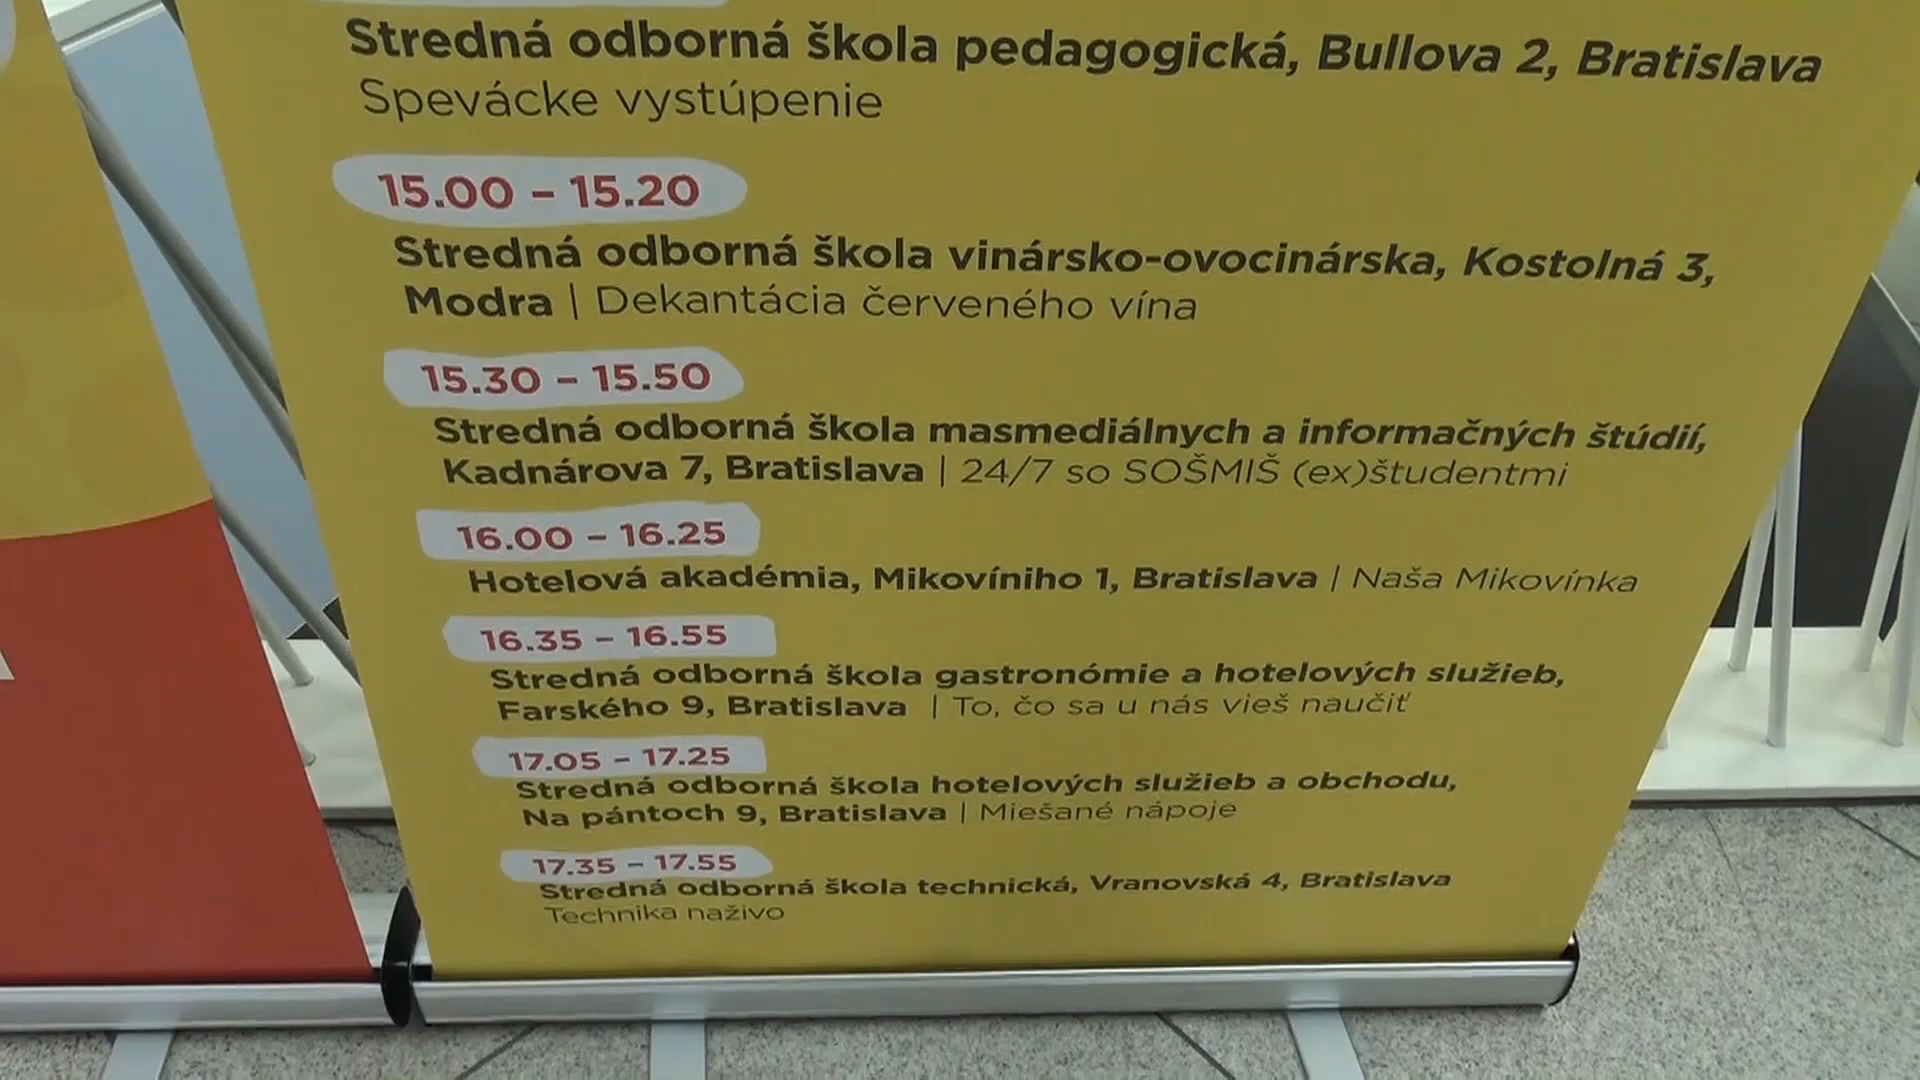 Stredná odborná škola pedagogická, Bullova 2, Bratislava
Spevácke vystúpenie
15.00 – 15.20
Stredná odborná škola vinársko-ovocinárska, Kostolná 3,
Modra | Dekantácia červeného vína
15.30 – 15.50
Stredná odborná škola masmediálnych a informačných štúdií,
Kadnárova 7, Bratislava | 24/7 so SOŠMIŠ (ex)študentmi
16.00 – 16.25
Hotelová akadémia, Mikovíniho 1, Bratislava | Naša Mikovínka
16.35 – 16.55
Stredná odborná škola gastronómie a hotelových služieb,
Farského 9, Bratislava | To, čo sa u nás vieš naučiť
17.05 – 17.25
Stredná odborná škola hotelových služieb a obchodu,
Na pántoch 9, Bratislava | Miešané nápoje
17.35 – 17.55
Stredná odborná škola technická, Vranovská 4, Bratislava
Technika naživo